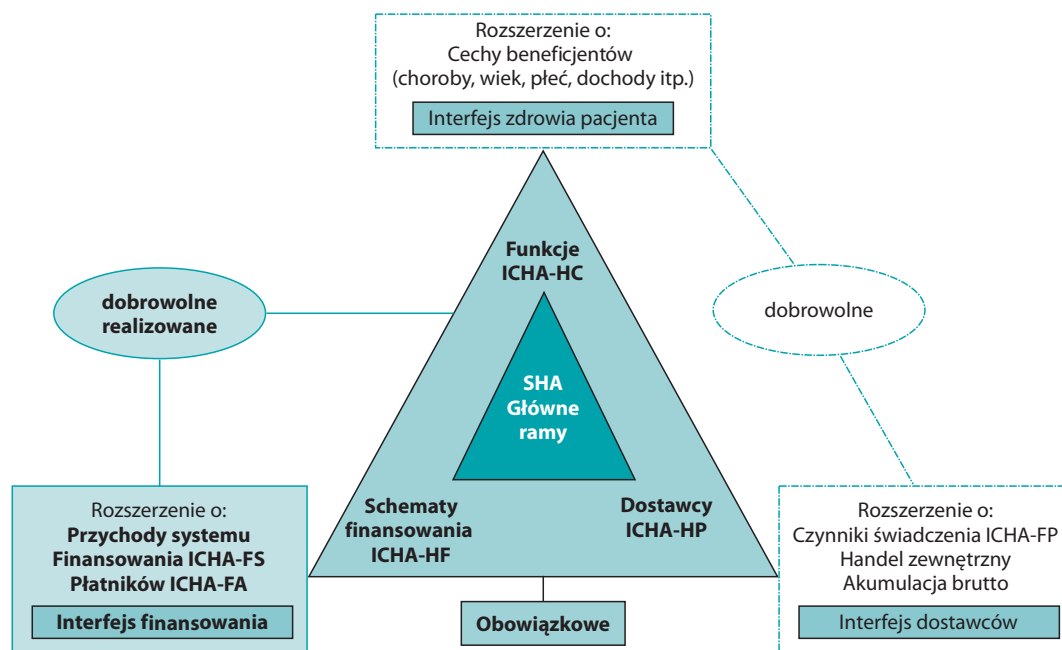 Rozszerzenie o:
Cechy beneficjentów
(choroby, wiek, płeć, dochody itp.)
Interfejs zdrowia pacjenta
Funkcje
ICHA-HC
dobrowolne
realizowane
dobrowolne
SHA
Główne
ramy
Schematy
finansowania
ICHA-HF
Dostawcy
ICHA-HP
Rozszerzenie o:
Przychody systemu
Finansowania ICHA-FS
Płatników ICHA-FA
Interfejs finansowania
Obowiązkowe
Rozszerzenie o:
Czynniki świadczenia ICHA-FP
Handel zewnętrzny
Akumulacja brutto
Interfejs dostawców